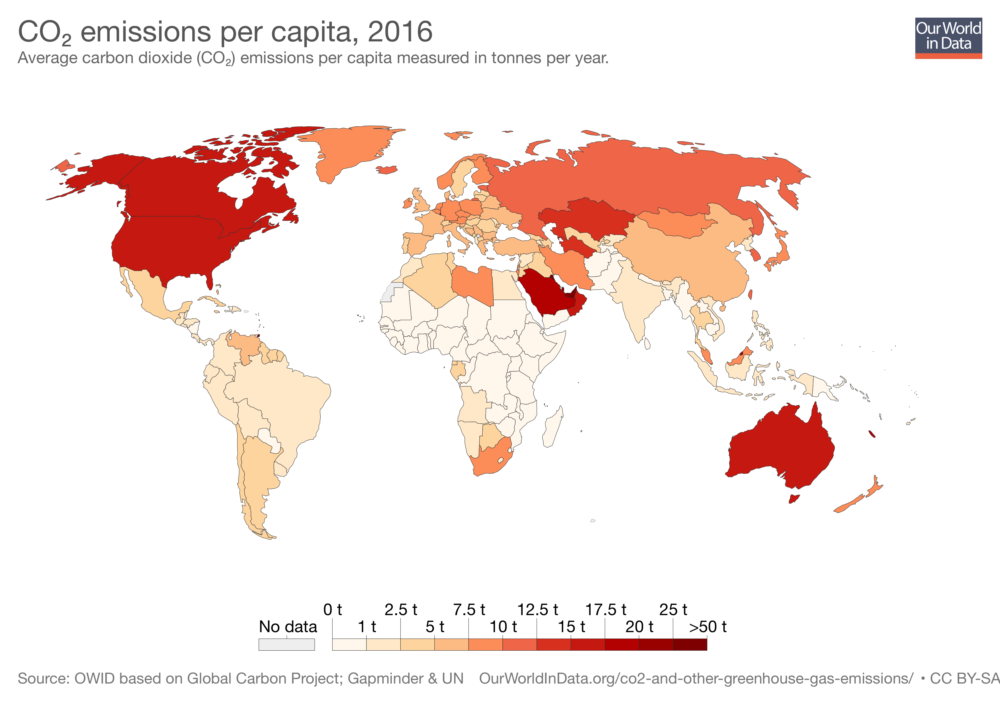 CO₂ emissions per capita, 2016
Average carbon dioxide (CO₂) emissions per capita measured in tonnes per year.
Our World
in Data
0 t 2.5 t 7.5 t 12.5 t 17.5 t 25 t
No data 1 t 5 t 10 t 15 t 20 t >50 t
Source: OWID based on Global Carbon Project; Gapminder & UN OurWorldInData.org/co2-and-other-greenhouse-gas-emissions/ • CC BY-SA